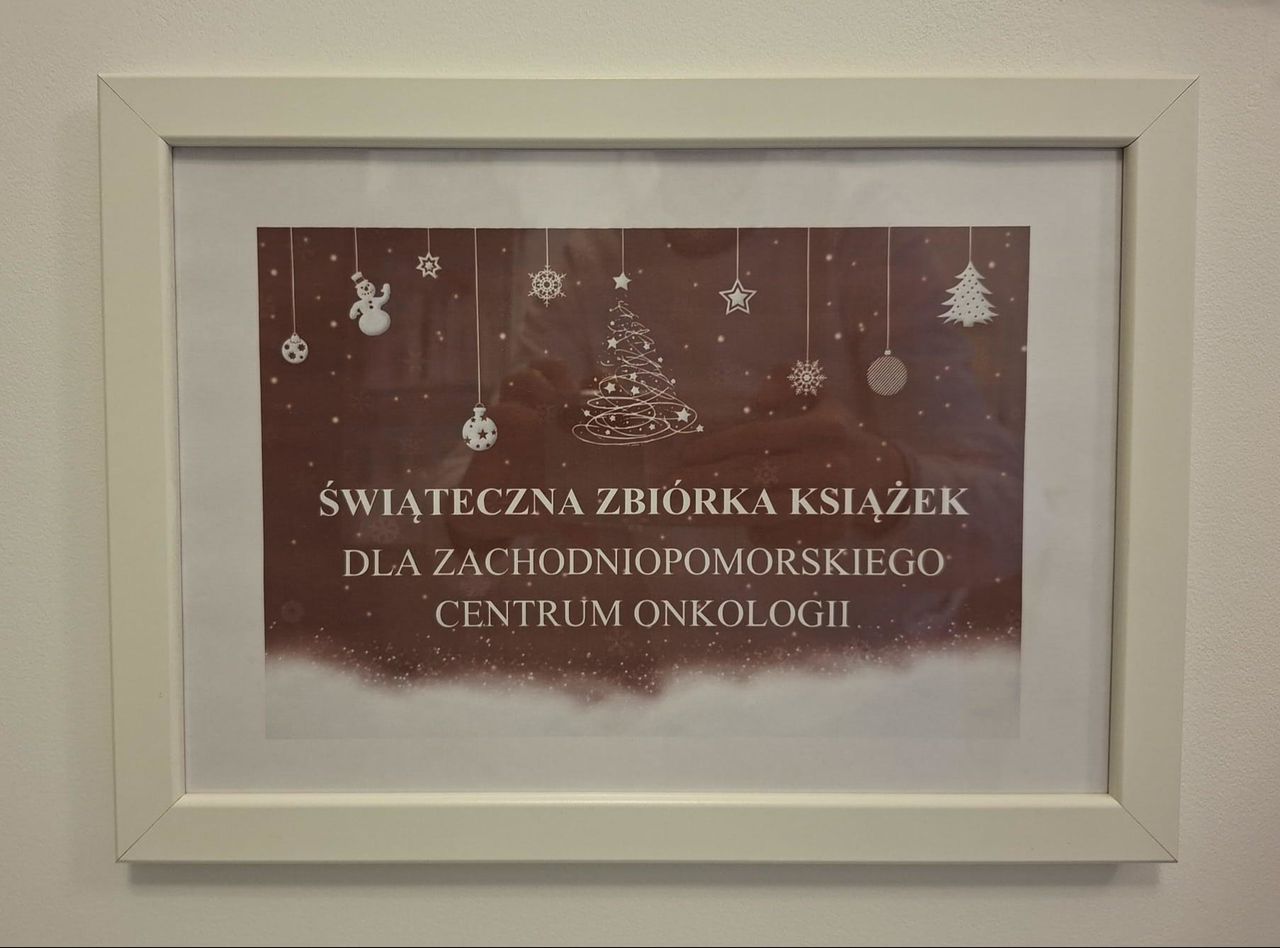 ŚWIĄTECZNA ZBIÓRKA KSIĄŻEK
DLA ZACHODNIOPOMORSKIEGO
CENTRUM ONKOLOGII